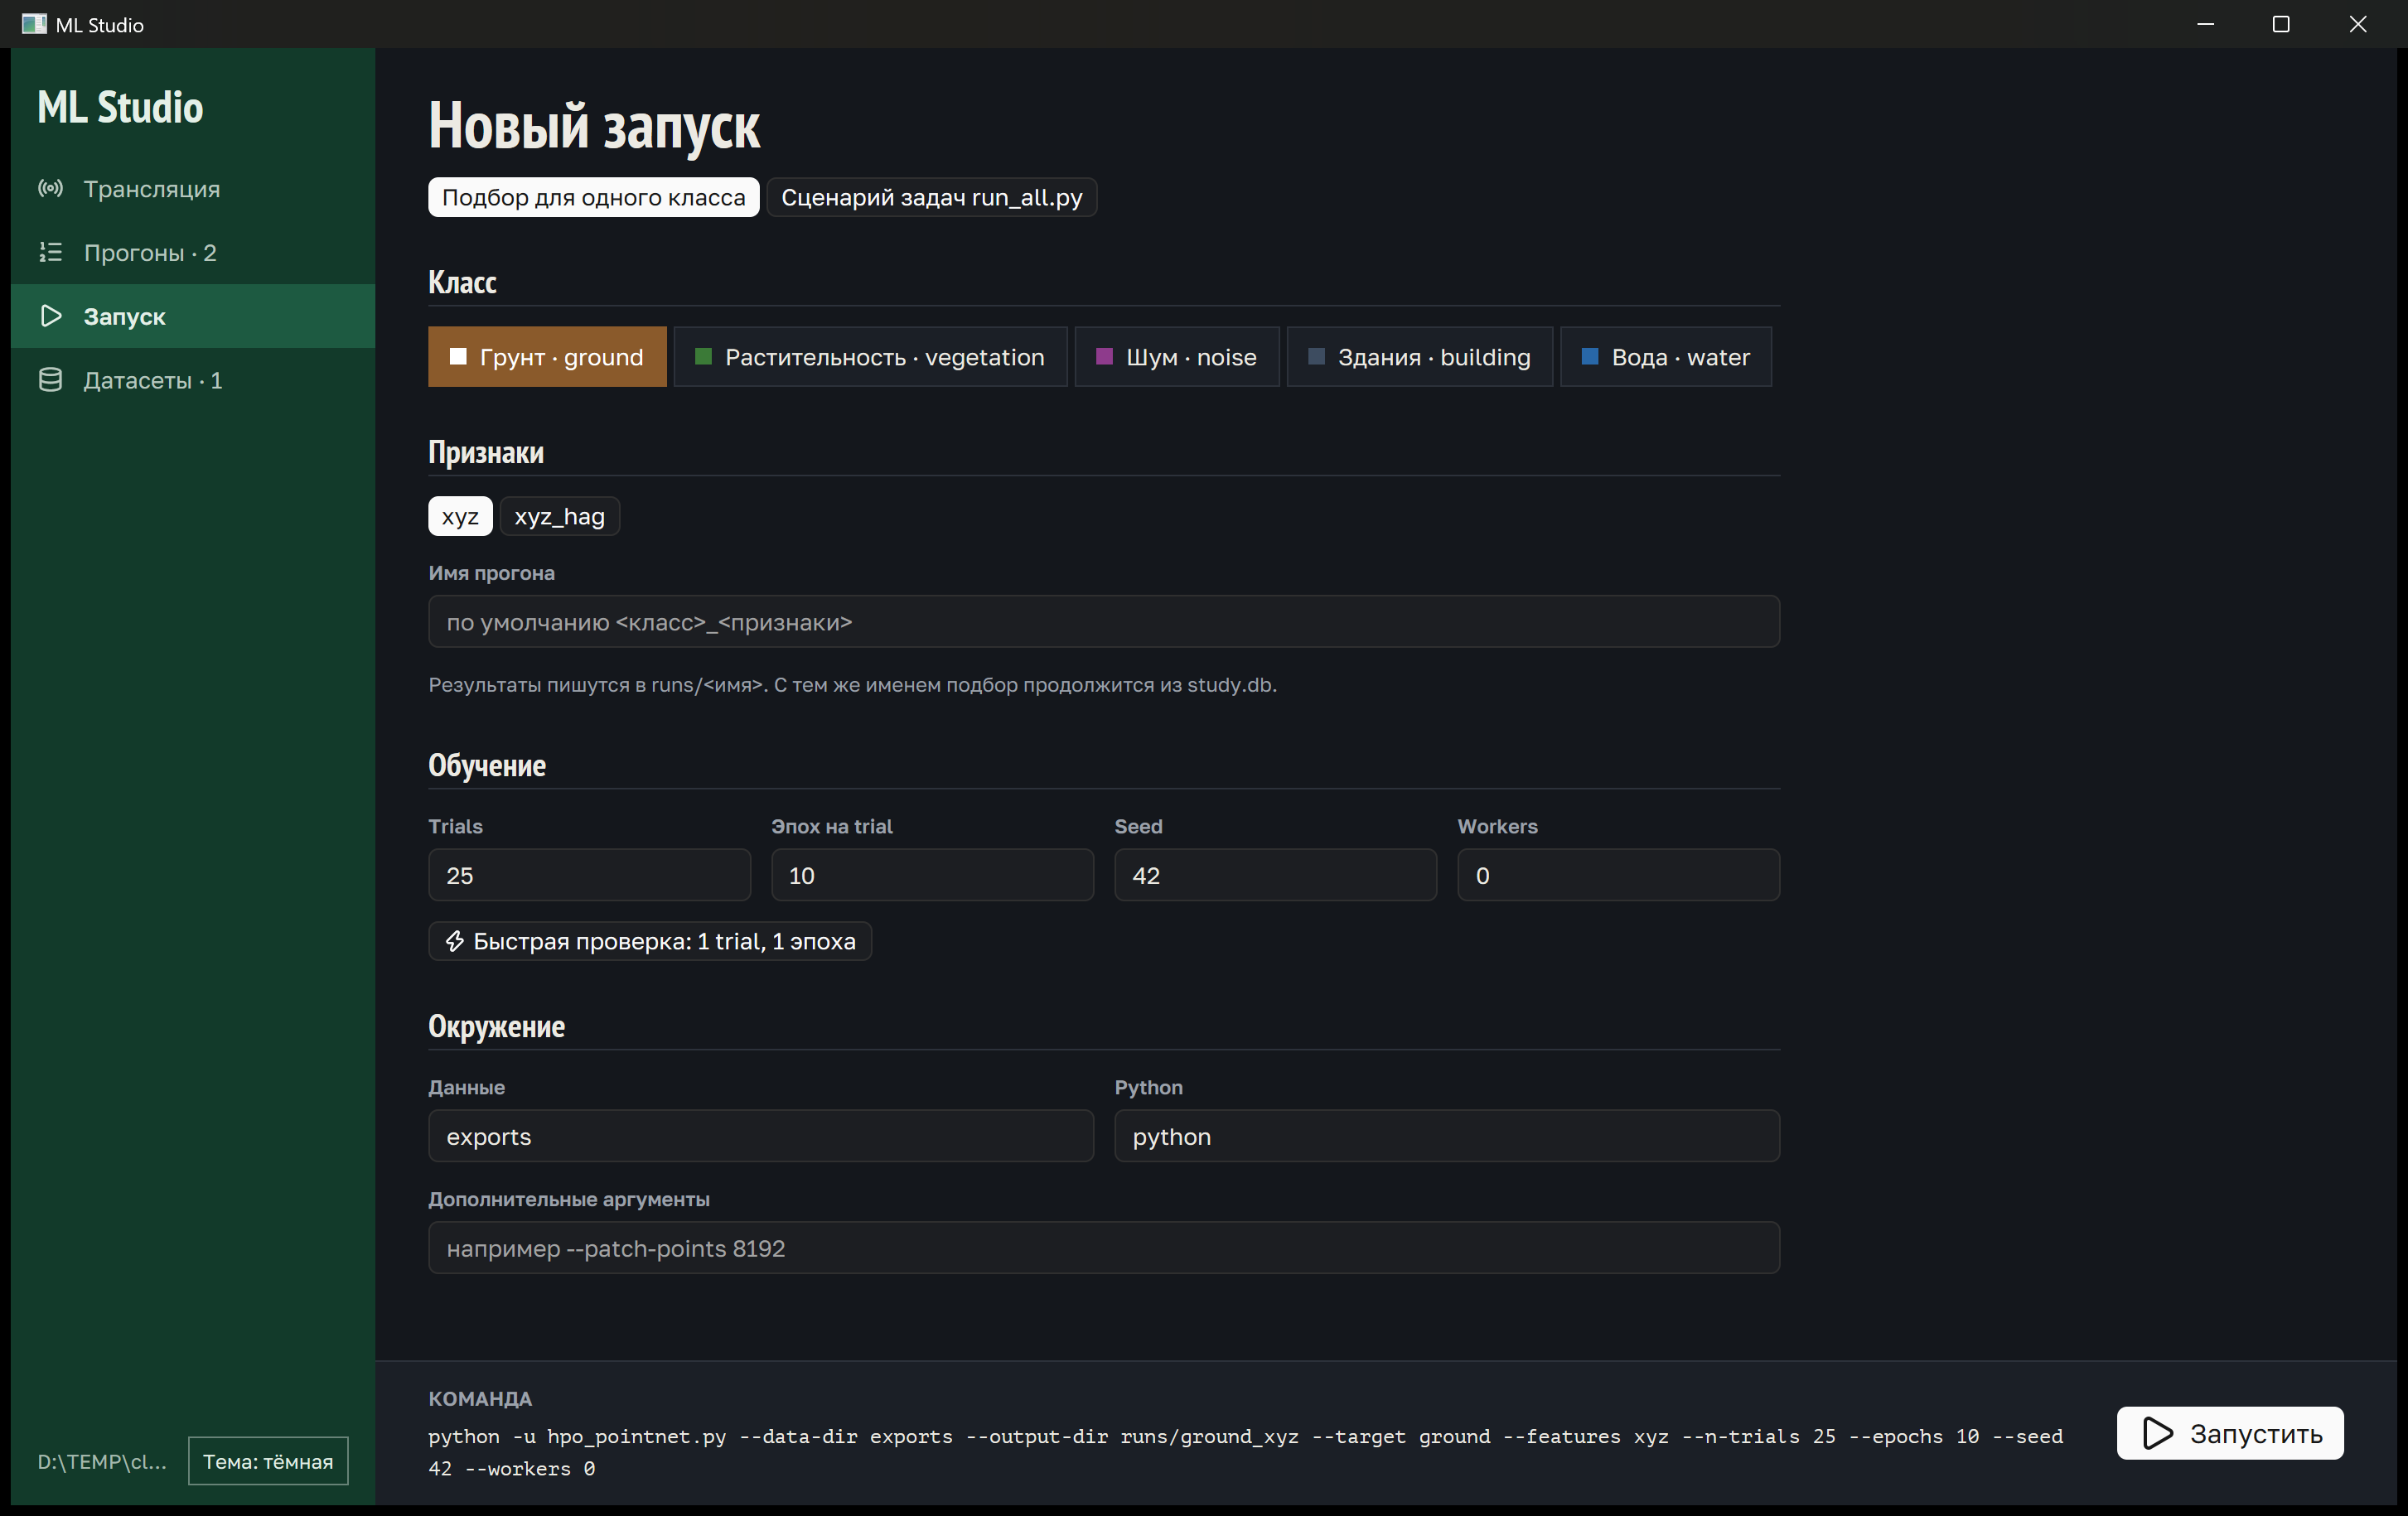 ML Studio
ML Studio
Трансляция
Прогоны · 2
Запуск
Датасеты · 1
D:\TEMP\cl...
Тема: тёмная
Новый запуск
Подбор для одного класса
Сценарий задач run_all.py
Класс
Грунт · ground
Растительность · vegetation
Шум · noise
Здания · building
Вода · water
Признаки
xyz
xyz_hag
Имя прогона
по умолчанию <класс>_<признаки>
Результаты пишутся в runs/<имя>. С тем же именем подбор продолжится из study.db.
Обучение
Trials
Эпох на trial
Seed
Workers
25
10
42
0
Быстрая проверка: 1 trial, 1 эпоха
Окружение
Данные
Python
exports
python
Дополнительные аргументы
например --patch-points 8192
КОМАНДА
python -u hpo_pointnet.py --data-dir exports --output-dir runs/ground_xyz --target ground --features xyz --n-trials 25 --epochs 10 --seed
42 --workers 0
Запустить